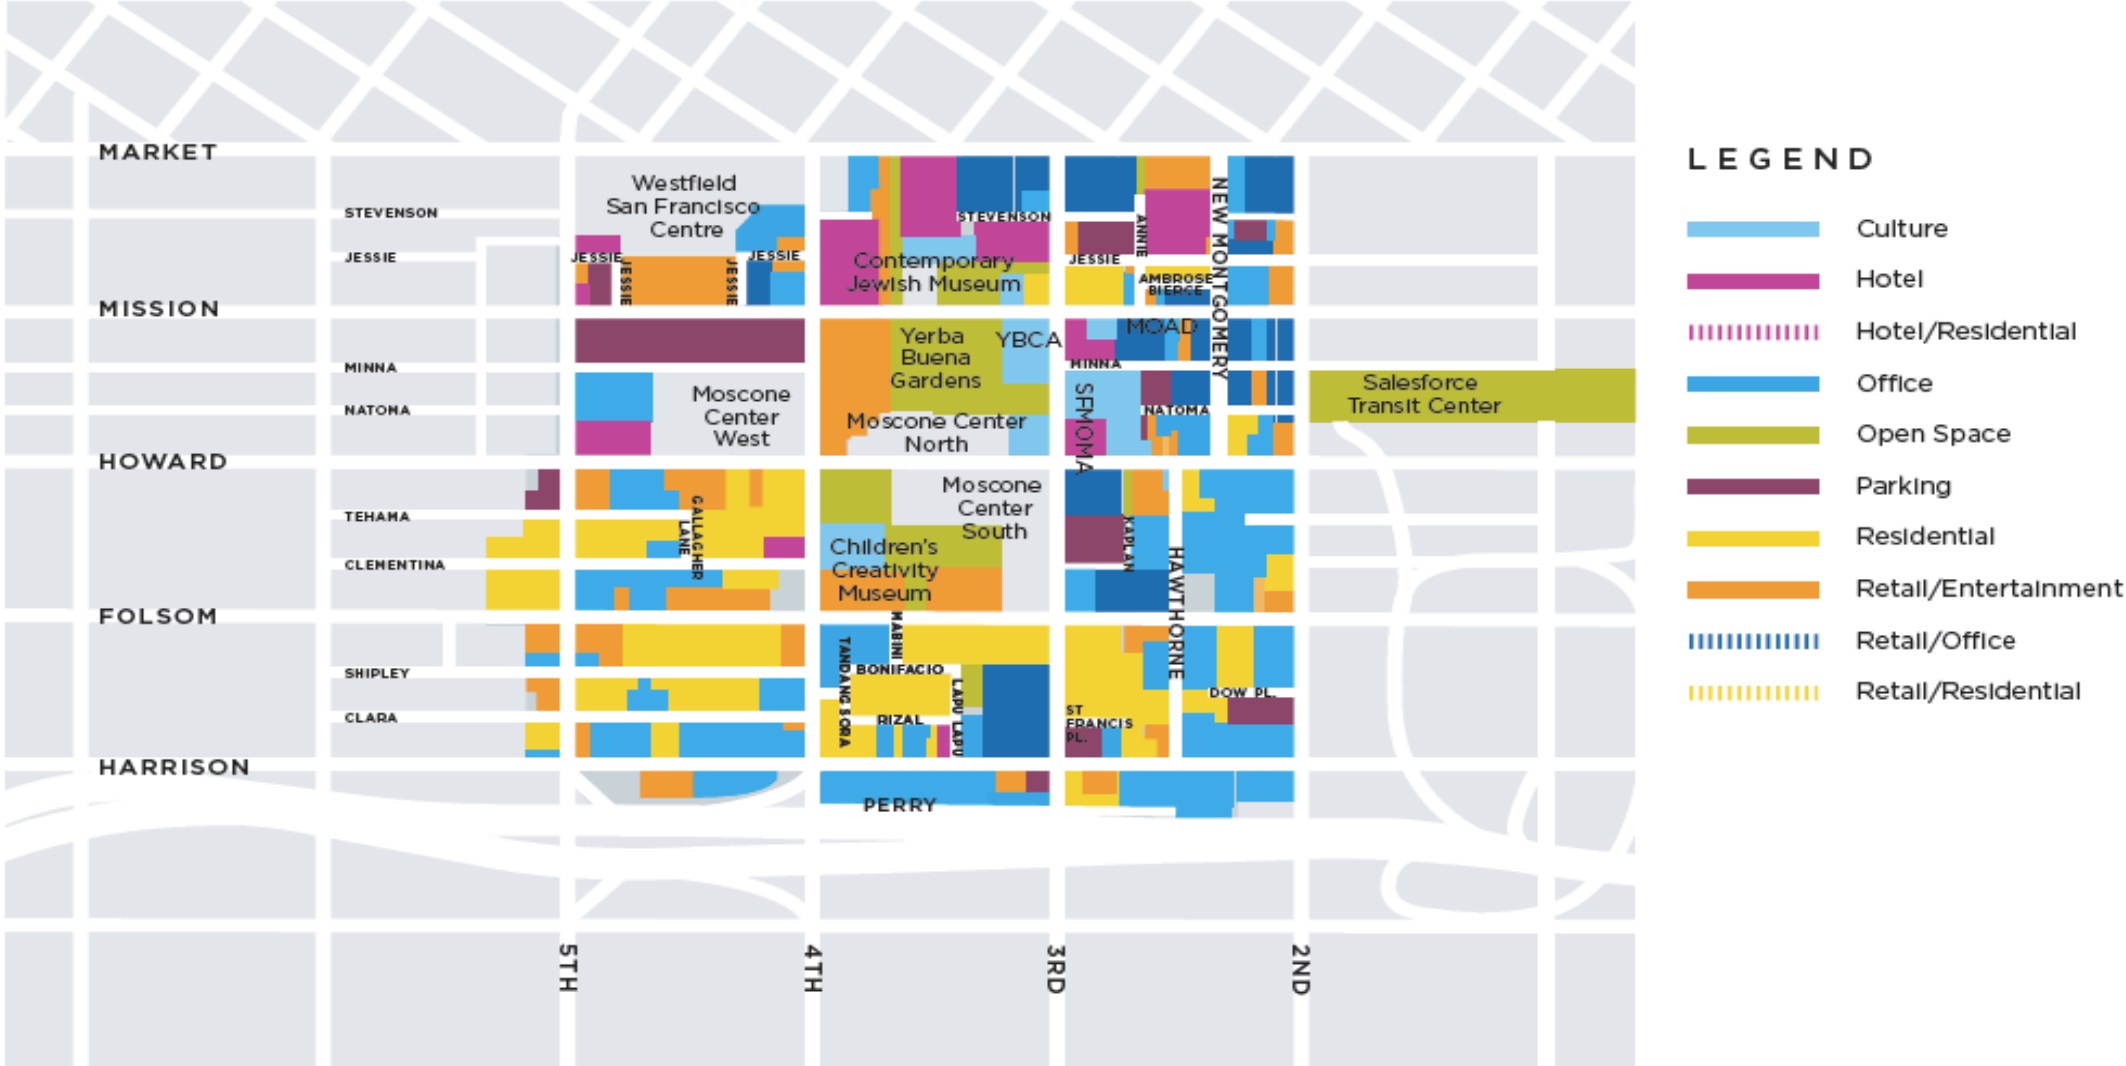 MARKET
STEVENSON
JESSIE
MISSION
MINNA
NATOMA
HOWARD
TEHAMA
CLEMENTINA
FOLSOM
SHIPLEY
CLARA
HARRISON
Westfield
San Francisco
Centre
JESSIE
JESSIE
JESSIE
JESSIE
STEVENSON
Contemporary
Jewish Museum
ANNIE
JESSIE
AMBROSE
BIERCE
NEW MONTGOMERY
Moscone
Center
West
Yerba
Buena
Gardens
YBCA
MOAD
MINNA
SFMOMA
NATOMA
Moscone Center
North
Salesforce
Transit Center
GALLAGHER
LANE
Moscone
Center
South
Children's
Creativity
Museum
KAPLAN
HAWTHORNE
MABINI
TANDANG SORA
BONIFACIO
LAPU LAPU
RIZAL
ST
FRANCIS
PL.
DOW PL.
PERRY
5TH
4TH
3RD
2ND
LEGEND
Culture
Hotel
Hotel/Residential
Office
Open Space
Parking
Residential
Retail/Entertainment
Retail/Office
Retail/Residential